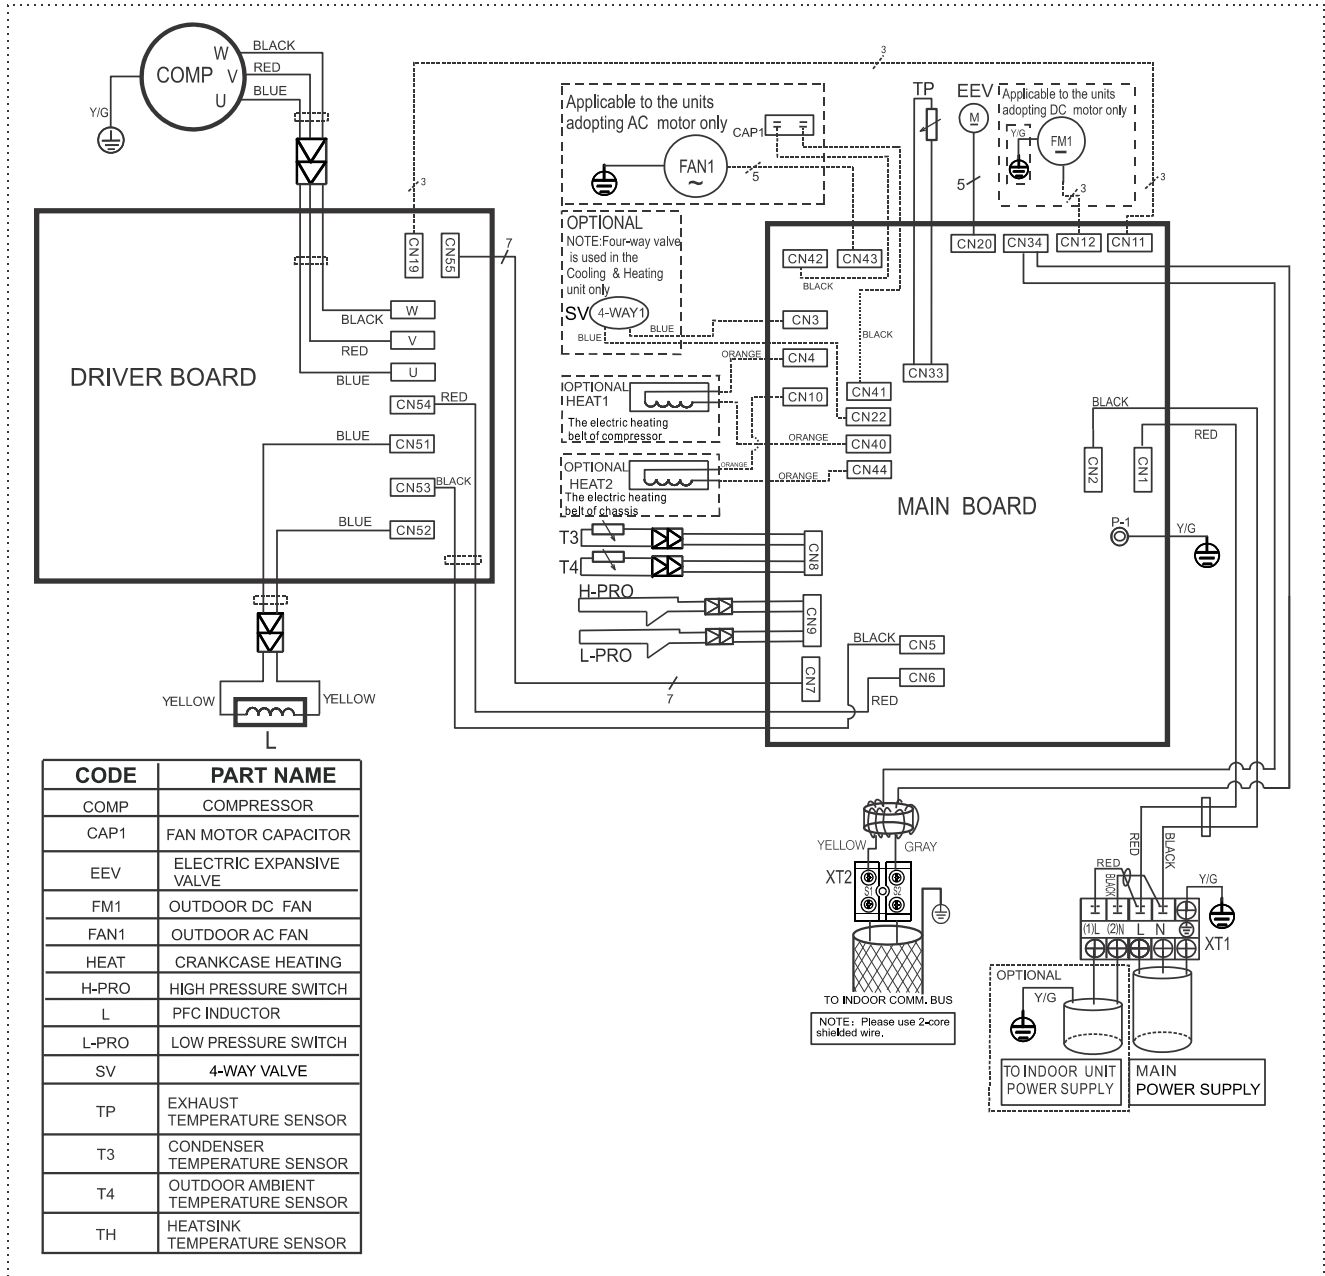 BLACK
W
RED
COMP V
BLUE
U
Y/G
3
3
3
Applicable to the units
adopting AC motor only
CAP1
FAN1
~
5
TP
EEV
M
5
Applicable to the units
adopting DC motor only
Y/G
FM1
3
OPTIONAL
NOTE:Four-way valve
is used in the
Cooling & Heating
unit only
SV
4-WAY1
BLUE
BLUE
CN19
CN55
7
W
BLACK
V
RED
U
BLUE
DRIVER BOARD
CN54
RED
BLUE
CN51
CN53
BLACK
BLUE
CN52
YELLOW
YELLOW
L
CN42
CN43
BLACK
CN20
CN34
CN12
CN11
CN3
ORANGE
CN4
BLACK
CN33
CN10
CN41
CN22
ORANGE
CN40
ORANGE
ORANGE
CN44
OPTIONAL
HEAT1
The electric heating
belt of compressor
OPTIONAL
HEAT2
The electric heating
belt of chassis
BLACK
RED
CN2
CN1
MAIN BOARD
P-1
Y/G
T3
T4
CN8
H-PRO
CN9
L-PRO
CN7
7
BLACK
CN5
CN6
RED
YELLOW
GRAY
XT2
S1
S2
TO INDOOR COMM. BUS
NOTE: Please use 2-core
shielded wire.
RED
BLACK
RED
BLACK
Y/G
(1)L (2)N L N
XT1
OPTIONAL
Y/G
TO INDOOR UNIT
POWER SUPPLY
MAIN
POWER SUPPLY
CODE PART NAME
COMP COMPRESSOR
CAP1 FAN MOTOR CAPACITOR
EEV ELECTRIC EXPANSIVE
VALVE
FM1 OUTDOOR DC FAN
FAN1 OUTDOOR AC FAN
HEAT CRANKCASE HEATING
H-PRO HIGH PRESSURE SWITCH
L PFC INDUCTOR
L-PRO LOW PRESSURE SWITCH
SV 4-WAY VALVE
TP EXHAUST
TEMPERATURE SENSOR
T3 CONDENSER
TEMPERATURE SENSOR
T4 OUTDOOR AMBIENT
TEMPERATURE SENSOR
TH HEATSINK
TEMPERATURE SENSOR